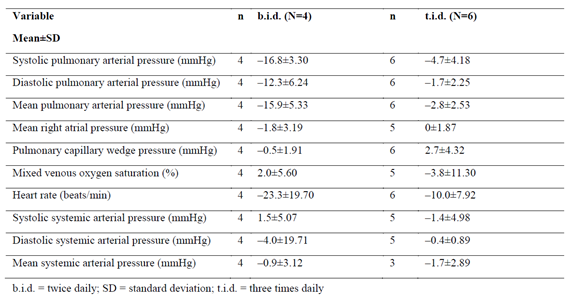 Variable n b.i.d. (N=4) n t.i.d. (N=6)
Mean±SD
Systolic pulmonary arterial pressure (mmHg) 4 –16.8±3.30 6 –4.7±4.18
Diastolic pulmonary arterial pressure (mmHg) 4 –12.3±6.24 6 –1.7±2.25
Mean pulmonary arterial pressure (mmHg) 4 –15.9±5.33 6 –2.8±2.53
Mean right atrial pressure (mmHg) 4 –1.8±3.19 5 0±1.87
Pulmonary capillary wedge pressure (mmHg) 4 –0.5±1.91 6 2.7±4.32
Mixed venous oxygen saturation (%) 4 2.0±5.60 5 –3.8±11.30
Heart rate (beats/min) 4 –23.3±19.70 6 –10.0±7.92
Systolic systemic arterial pressure (mmHg) 4 1.5±5.07 5 –1.4±4.98
Diastolic systemic arterial pressure (mmHg) 4 –4.0±19.71 5 –0.4±0.89
Mean systemic arterial pressure (mmHg) 4 –0.9±3.12 3 –1.7±2.89
b.i.d. = twice daily; SD = standard deviation; t.i.d. = three times daily